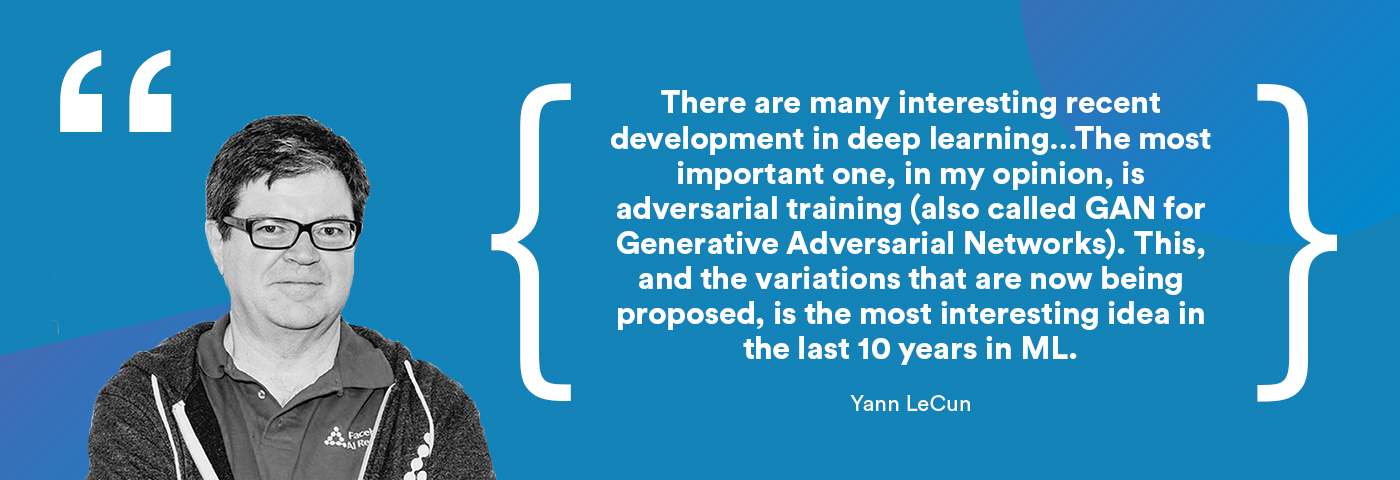 There are many interesting recent
development in deep learning...The most
important one, in my opinion, is
adversarial training (also called GAN for
Generative Adversarial Networks). This,
and the variations that are now being
proposed, is the most interesting idea in
the last 10 years in ML.
Yann LeCun